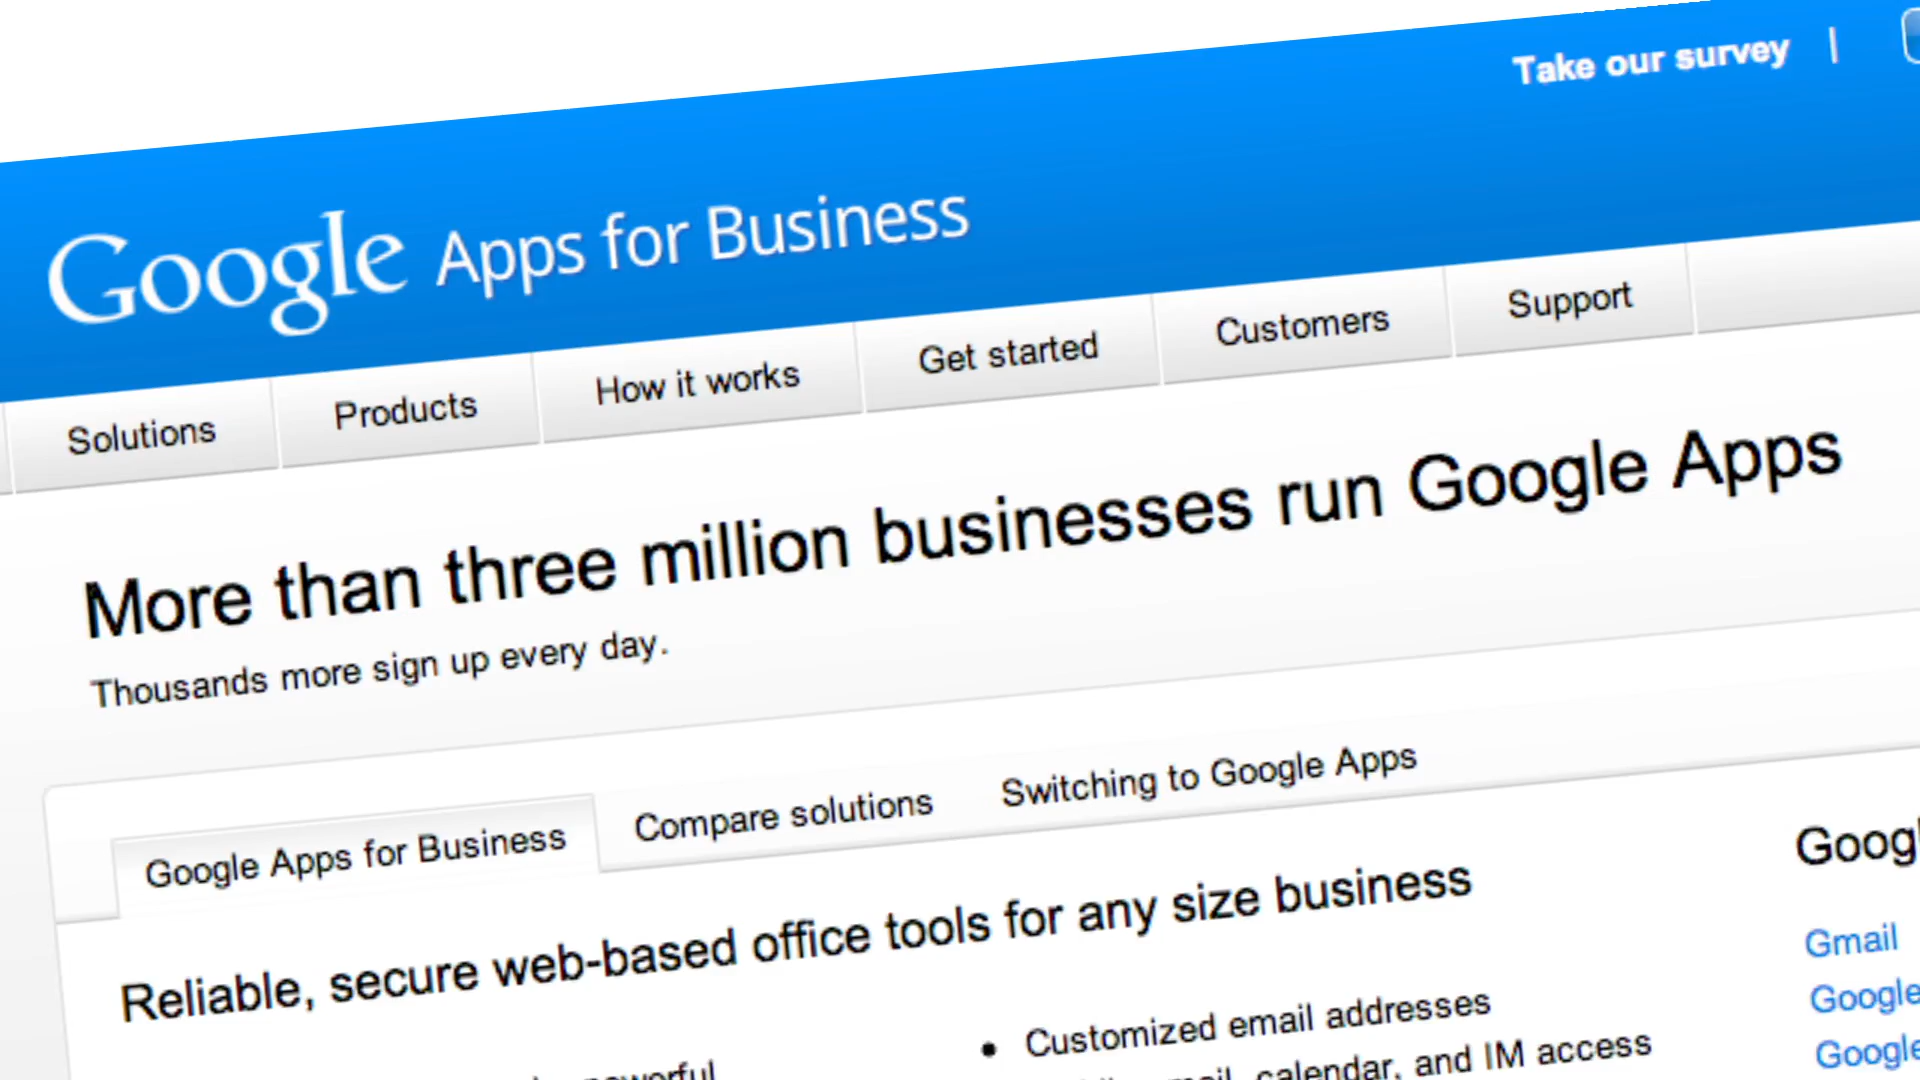 Take our survey |
Google Apps for Business
Solutions Products How it works Get started Customers Support
More than three million businesses run Google Apps
Thousands more sign up every day.
Google Apps for Business Compare solutions Switching to Google Apps
Reliable, secure web-based office tools for any size business
Gmail
Google
Customized email addresses
Google
calendar, and IM access
powerful